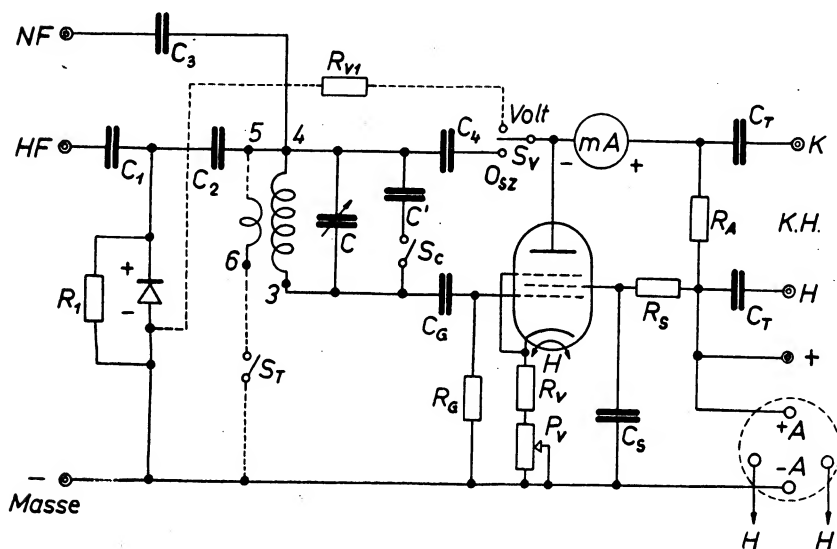 NF
C3
RV1
Volt
SV
OSZ
mA
- +
CT
K
HF
C1
C2
5
4
C4
C
C'
SC
RA
K.H.
6
3
R1
+
-
ST
CG
RG
H
RV
PV
RS
CS
CT
H
+
+A
-A
-
Masse
H
H